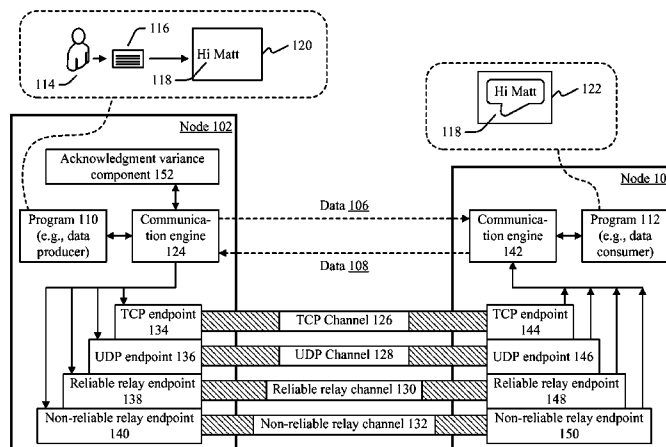 116
120
Hi Matt
114
118
Hi Matt
122
118
Node 102
Acknowledgment variance
component 152
Node 10
Data 106
Program 110
(e.g., data
producer)
Communica-
tion engine
124
Communica-
tion engine
142
Program 112
(e.g., data
consumer)
Data 108
TCP endpoint
134
TCP Channel 126
TCP endpoint
144
UDP endpoint 136
UDP Channel 128
UDP endpoint 146
Reliable relay endpoint
138
Reliable relay channel 130
Reliable relay endpoint
148
Non-reliable relay endpoint
140
Non-reliable relay channel 132
Non-reliable relay endpoint
150